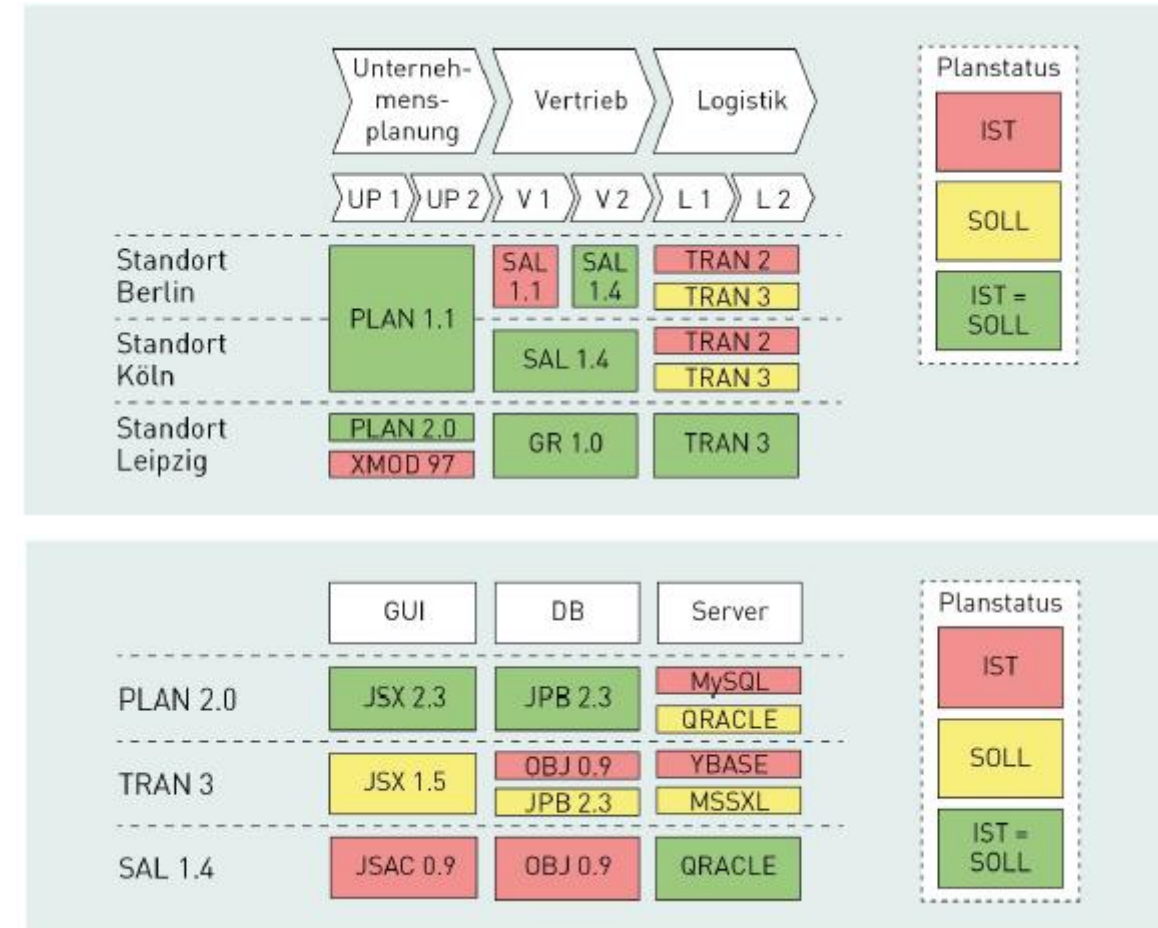 Unterneh-
mens-
planung
Vertrieb
Logistik
UP 1
UP 2
V 1
V 2
L 1
L 2
Standort
Berlin
PLAN 1.1
SAL
1.1
SAL
1.4
TRAN 2
TRAN 3
Standort
Köln
SAL 1.4
TRAN 2
TRAN 3
Standort
Leipzig
PLAN 2.0
XMOD 97
GR 1.0
TRAN 3
Planstatus
IST
SOLL
IST =
SOLL
GUI
DB
Server
PLAN 2.0
JSX 2.3
JPB 2.3
MySQL
QRACLE
TRAN 3
JSX 1.5
OBJ 0.9
JPB 2.3
YBASE
MSSXL
SAL 1.4
JSAC 0.9
OBJ 0.9
QRACLE
Planstatus
IST
SOLL
IST =
SOLL